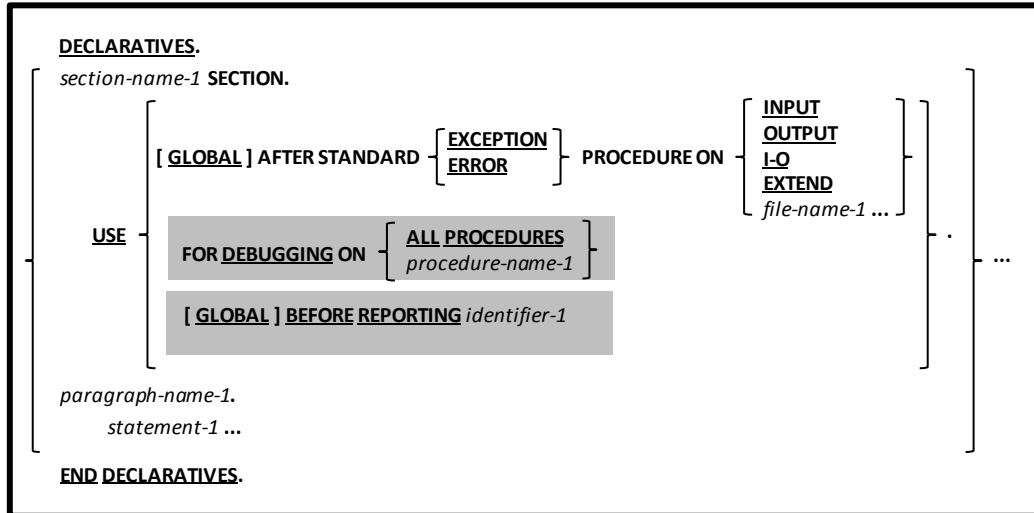 DECLARATIVES.
section-name-1 SECTION.
USE
[ GLOBAL ] AFTER STANDARD
EXCEPTION
ERROR
PROCEDURE ON
INPUT
OUTPUT
I-O
EXTEND
file-name-1 ...
FOR DEBUGGING ON
ALL PROCEDURES
procedure-name-1
[ GLOBAL ] BEFORE REPORTING identifier-1
.
...
paragraph-name-1.
statement-1 ...
END DECLARATIVES.